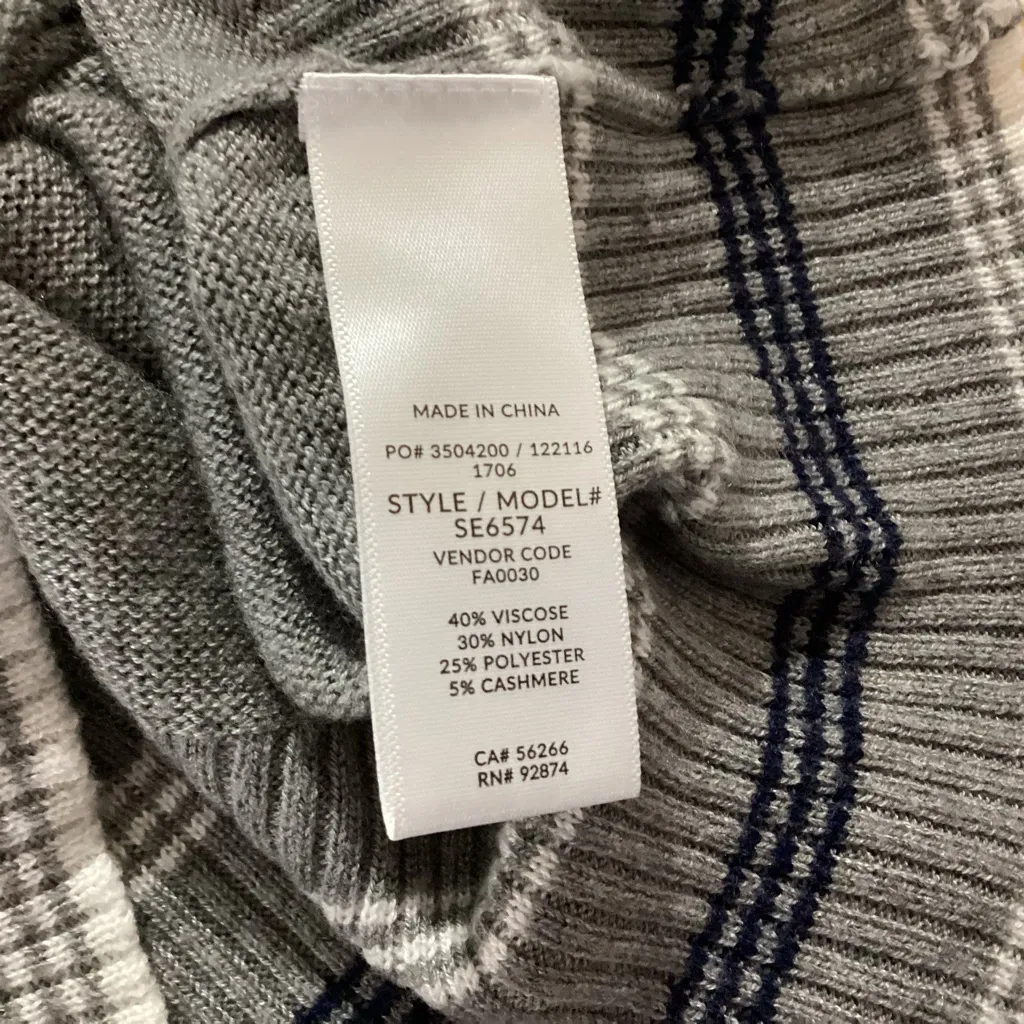 MADE IN CHINA
PO# 3504200 / 122116
1706
STYLE / MODEL#
SE6574
VENDOR CODE
FA0030
40% VISCOSE
30% NYLON
25% POLYESTER
5% CASHMERE
CA# 56266
RN# 92874